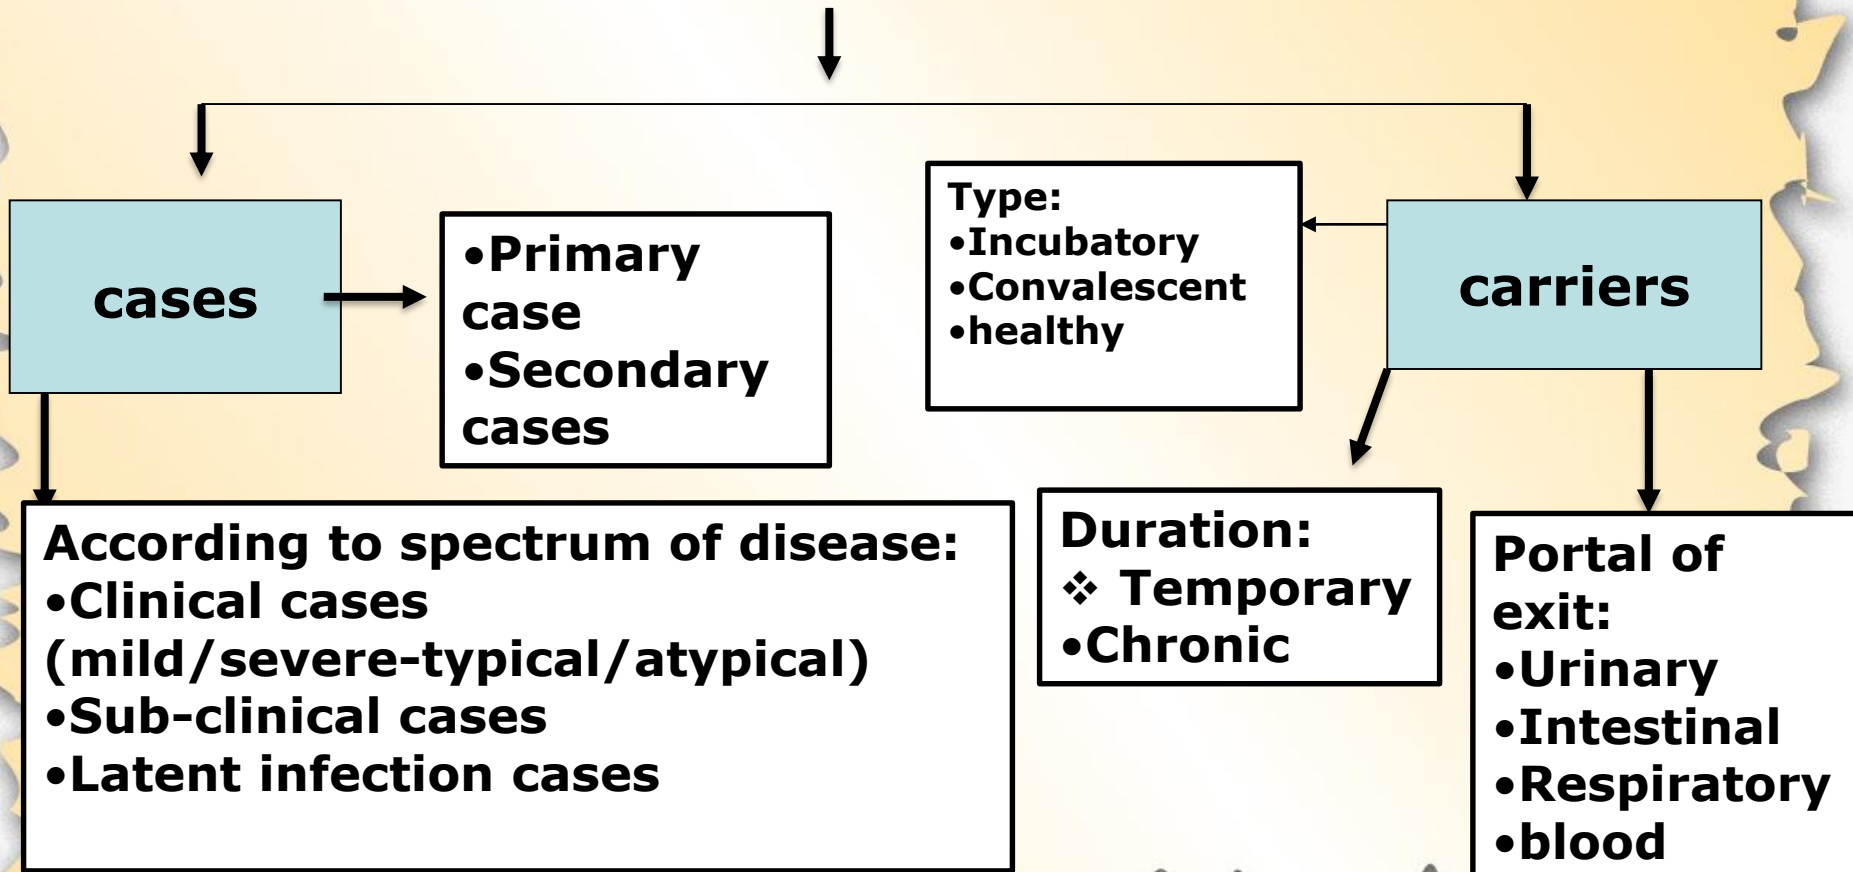 cases
•Primary
case
•Secondary
cases
Type:
•Incubatory
•Convalescent
•healthy
carriers
According to spectrum of disease:
•Clinical cases
(mild/severe-typical/atypical)
•Sub-clinical cases
•Latent infection cases
Duration:
❖ Temporary
•Chronic
Portal of
exit:
•Urinary
•Intestinal
•Respiratory
•blood